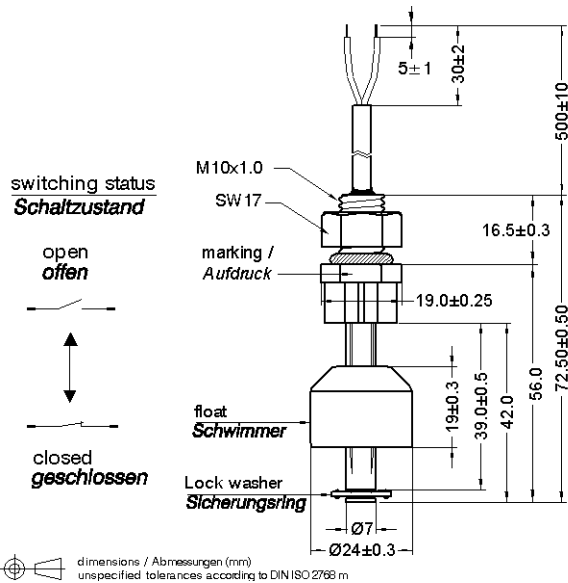 5±1
30±2
500±10
M10x1.0
SW 17
switching status
Schaltzustand
16.5±0.3
open
offen
marking /
Aufdruck
19.0±0.25
72.50±0.50
56.0
42.0
39.0±0.5
19±0.3
float
Schwimmer
closed
geschlossen
Lock washer
Sicherungsring
Ø7
Ø24±0.3
dimensions / Abmessungen (mm)
unspecified tolerances according to DIN ISO 2768 m